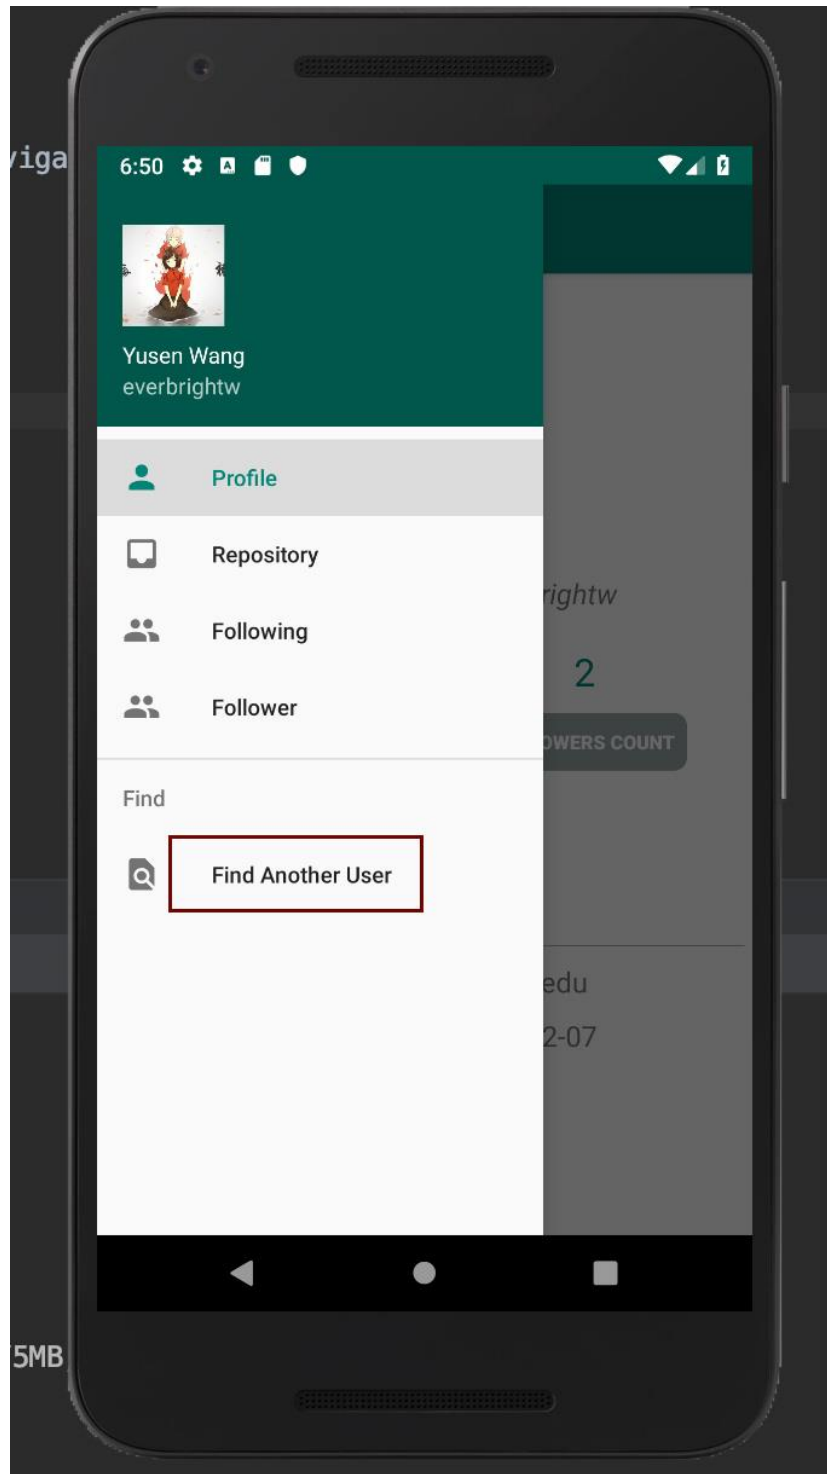 viga
6:50
Yusen Wang
everbrightw
Profile
Repository
Following
Follower
Find
Find Another User
rightw
2
OWERS COUNT
edu
2-07
5MB